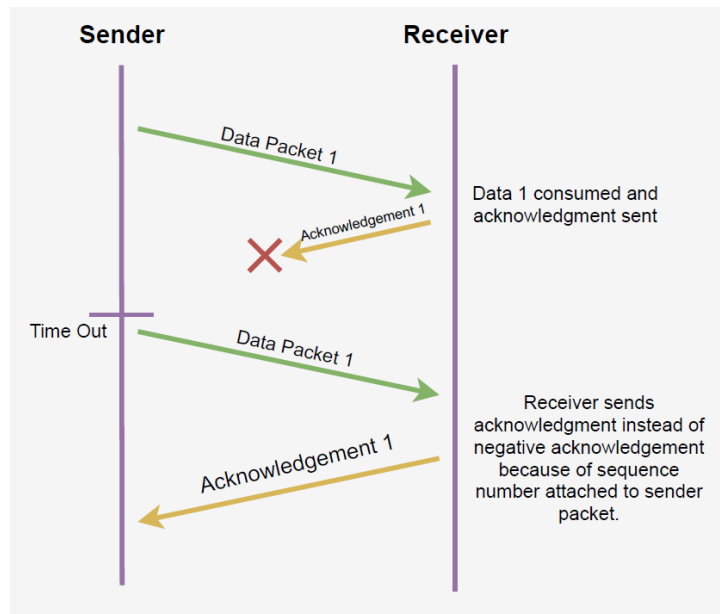 Sender
Receiver
Data Packet 1
Data 1 consumed and
acknowledgment sent
Acknowledgement 1
Time Out
Data Packet 1
Receiver sends
acknowledgment instead of
negative acknowledgement
because of sequence
number attached to sender
packet.
Acknowledgement 1